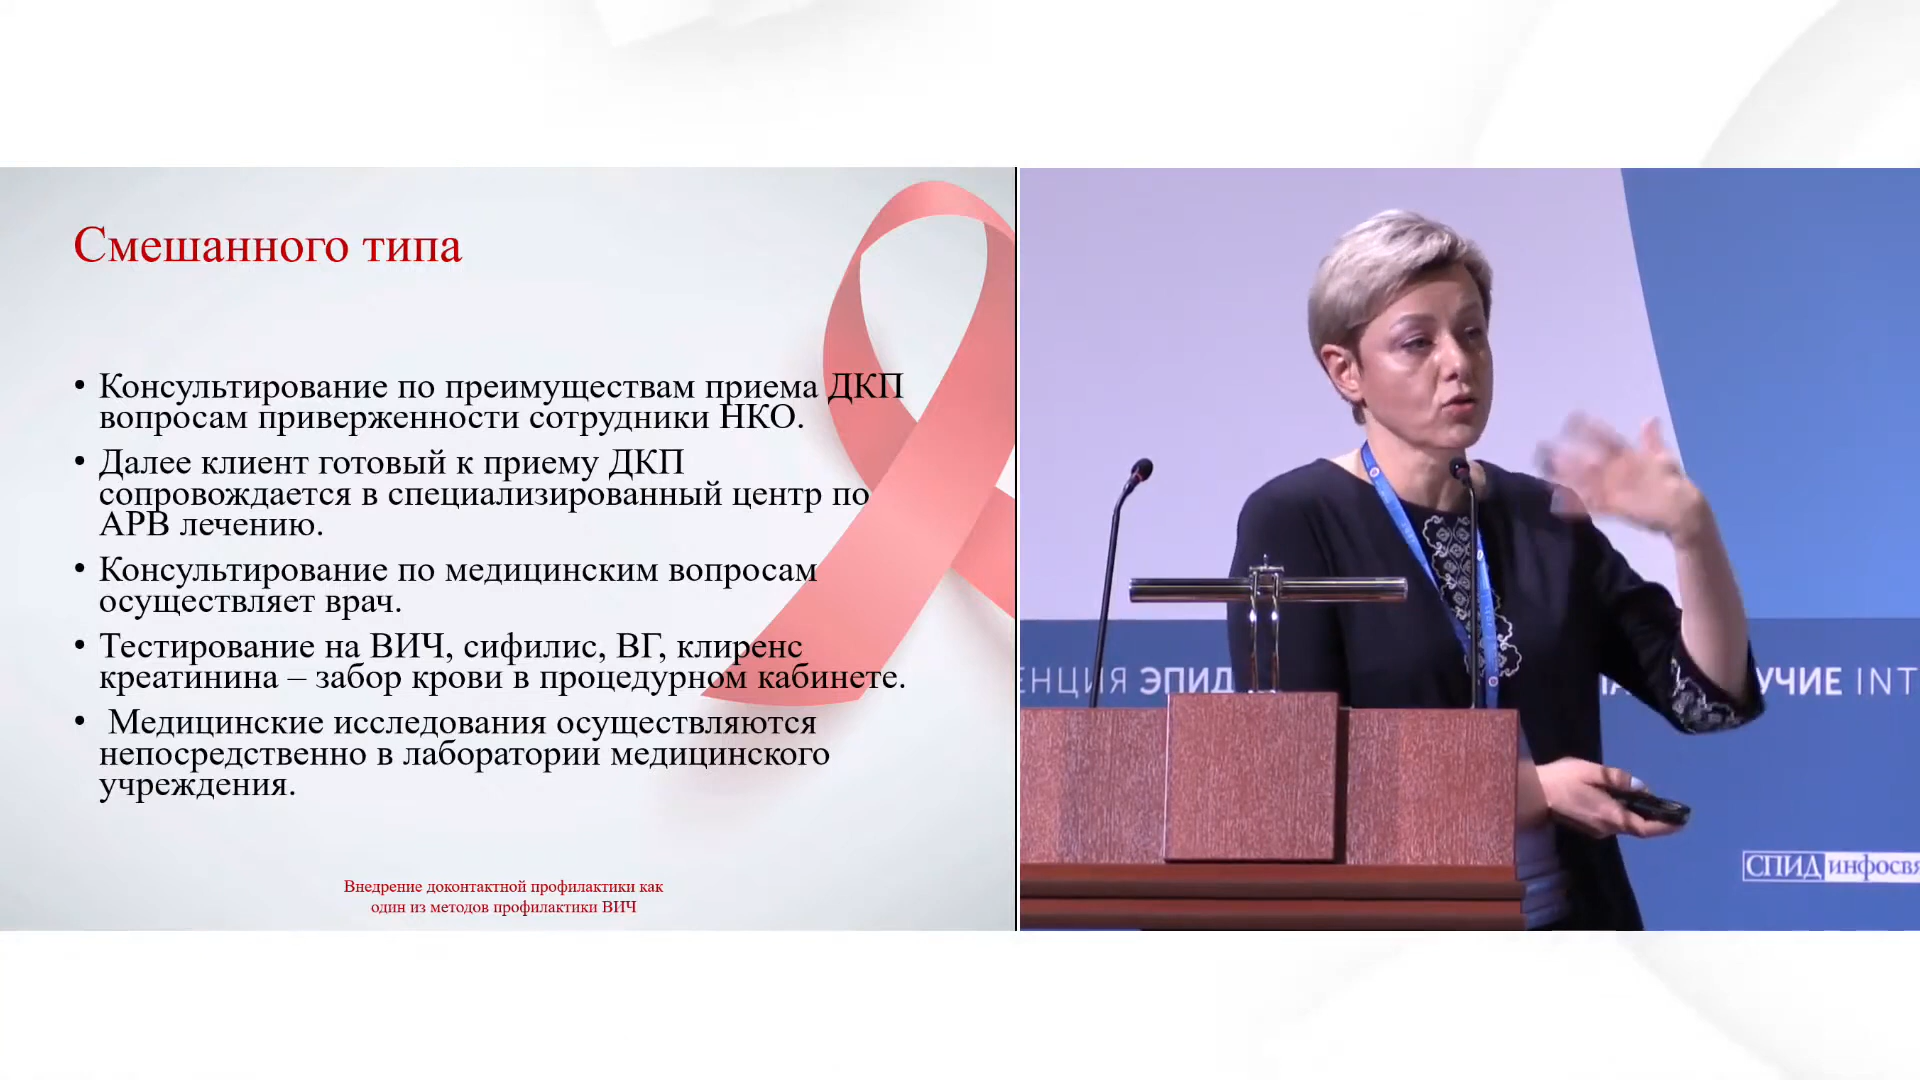 Смешанного типа
• Консультирование по преимуществам приема ДКП
вопросам приверженности сотрудники НКО.
• Далее клиент готовый к приему ДКП
сопровождается в специализированный центр по
АРВ лечению.
• Консультирование по медицинским вопросам
осуществляет врач.
• Тестирование на ВИЧ, сифилис, ВГ, клиренс
креатинина – забор крови в процедурном кабинете.
• Медицинские исследования осуществляются
непосредственно в лаборатории медицинского
учреждения.
Внедрение доконтактной профилактики как
один из методов профилактики ВИЧ
ЕНЦИЯ ЭПИД УЧИЕ INT
СПИД инфосвя